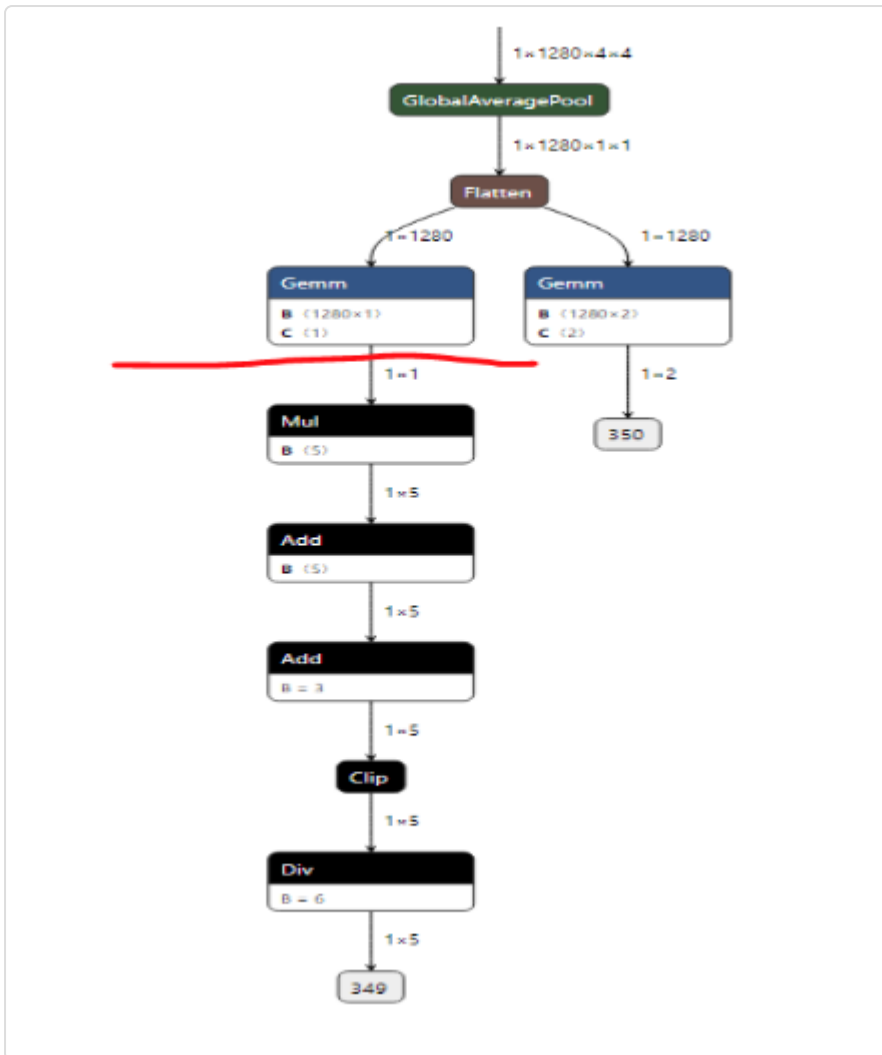 1×1280×4×4
GlobalAveragePool
1×1280×1×1
Flatten
1×1280
1×1280
Gemm
B ⟨1280×1⟩
C ⟨1⟩
Gemm
B ⟨1280×2⟩
C ⟨2⟩
1×1
1×2
Mul
B ⟨5⟩
350
1×5
Add
B ⟨5⟩
1×5
Add
B = 3
1×5
Clip
1×5
Div
B = 6
1×5
349